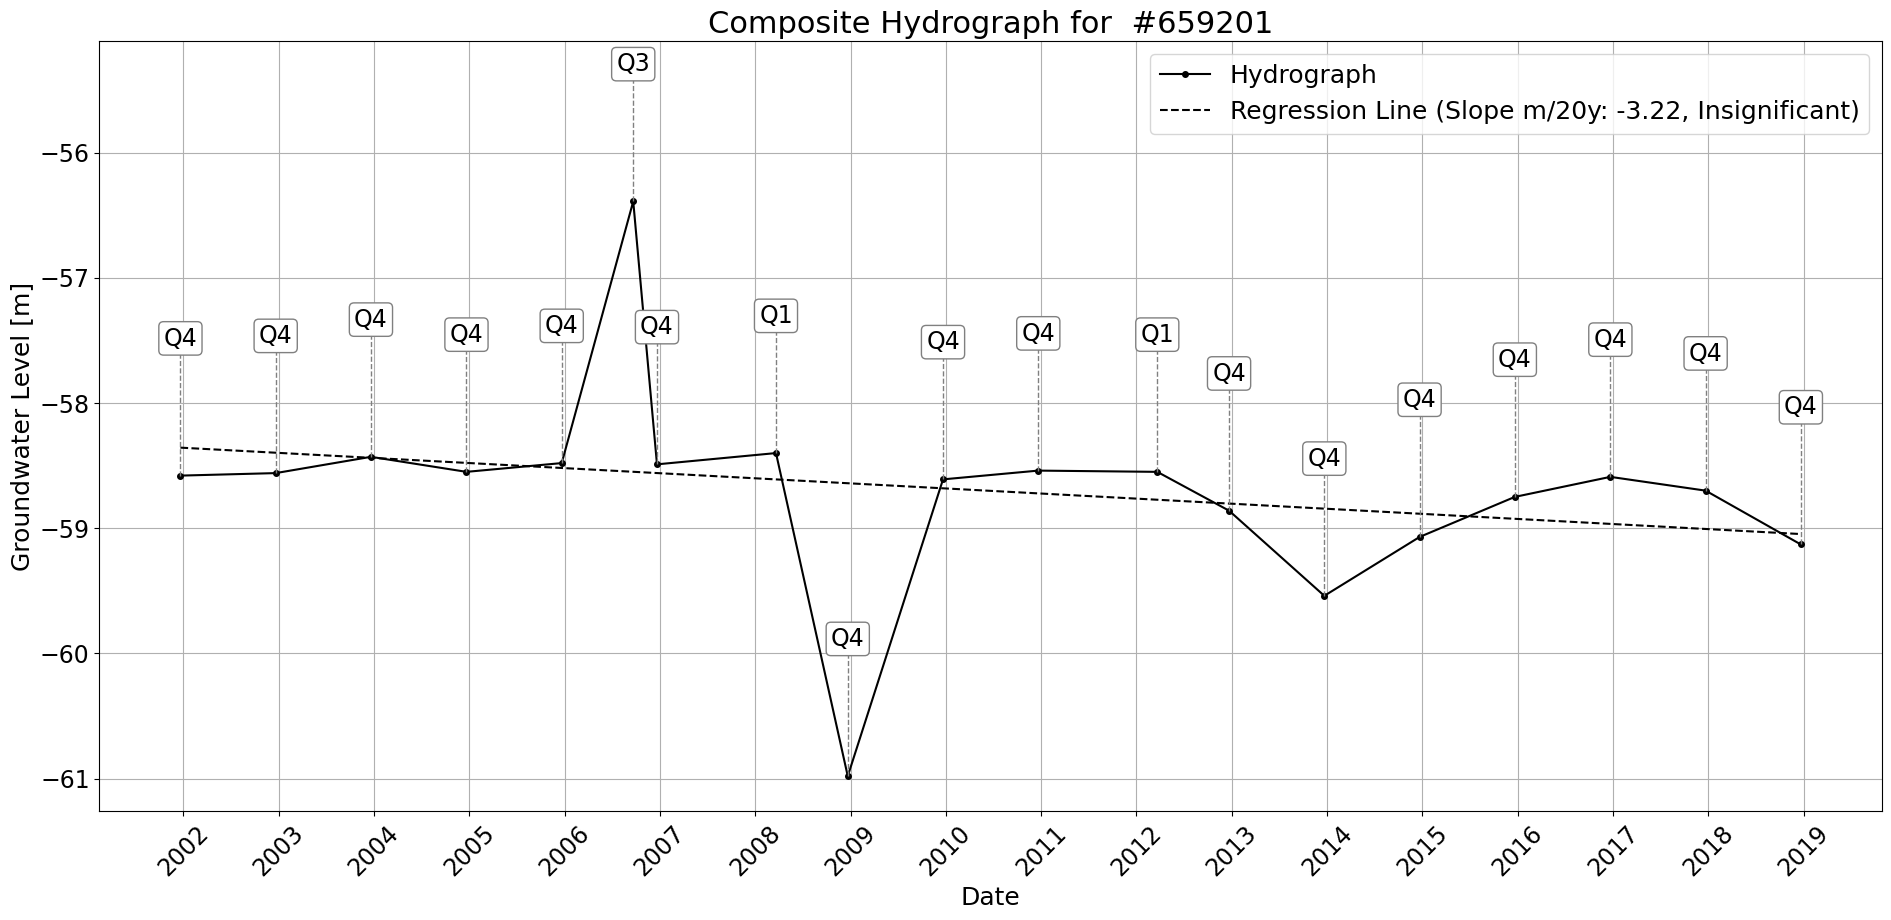 Composite Hydrograph for  #659201
Hydrograph
Regression Line (Slope m/20y: -3.22, Insignificant)
Groundwater Level [m]
−56
−57
−58
−59
−60
−61
Q4
Q4
Q4
Q4
Q4
Q3
Q4
Q1
Q4
Q4
Q4
Q1
Q4
Q4
Q4
Q4
Q4
Q4
Q4
2002
2003
2004
2005
2006
2007
2008
2009
2010
2011
2012
2013
2014
2015
2016
2017
2018
2019
Date